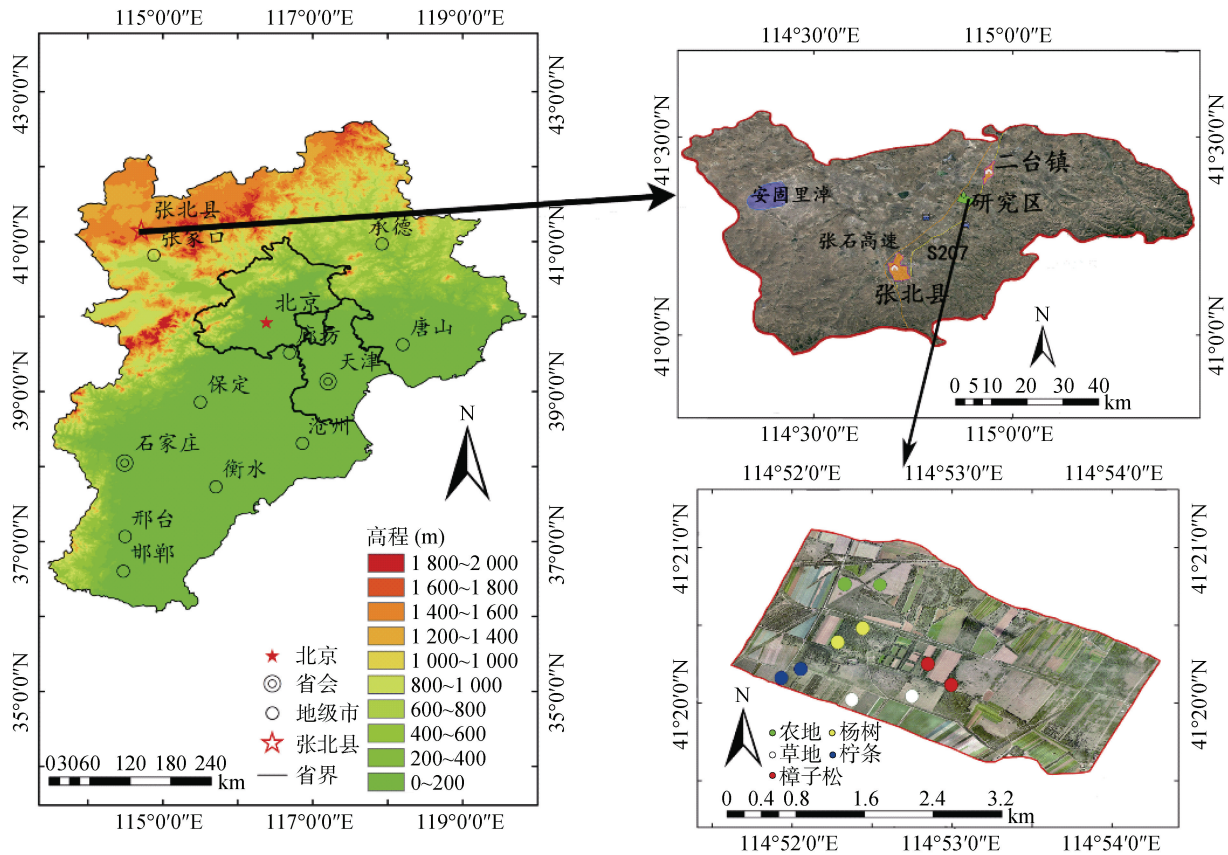 115°0′0″E 117°0′0″E 119°0′0″E
43°0′0″N
41°0′0″N
39°0′0″N
37°0′0″N
35°0′0″N
43°0′0″N
41°0′0″N
39°0′0″N
37°0′0″N
35°0′0″N
张北县
张家口
承德
北京
廊坊
唐山
天津
保定
沧州
石家庄
衡水
邢台
邯郸
N
高程 (m)
1 800~2 000
1 600~1 800
1 400~1 600
1 200~1 400
1 000~1 000
800~1 000
600~800
400~600
200~400
0~200
北京
省会
地级市
张北县
省界
03060 120 180 240
km
115°0′0″E 117°0′0″E 119°0′0″E
114°30′0″E 115°0′0″E
41°30′0″N
41°0′0″N
41°30′0″N
41°0′0″N
二台镇
安固里淖
研究区
张石高速
S207
张北县
N
0 5 10 20 30 40
km
114°30′0″E 115°0′0″E
114°52′0″E 114°53′0″E 114°54′0″E
41°21′0″N
41°20′0″N
41°21′0″N
41°20′0″N
N
农地 杨树
草地 柠条
樟子松
0 0.4 0.8 1.6 2.4 3.2
km
114°52′0″E 114°53′0″E 114°54′0″E